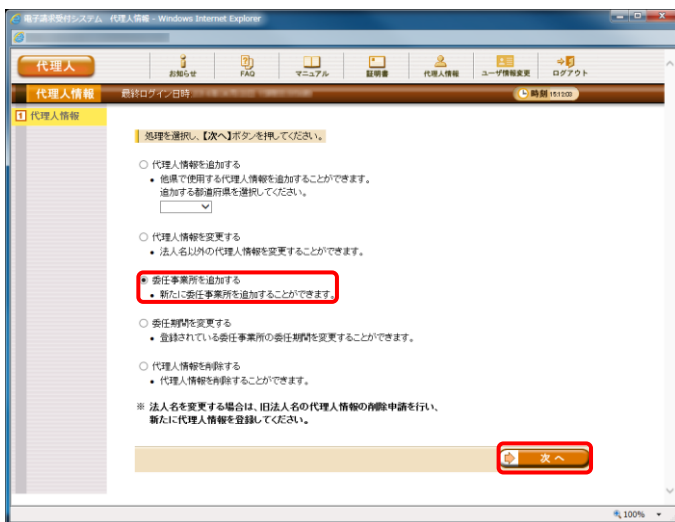 電子請求受付システム 代理人情報 - Windows Internet Explorer
代理人
お知らせ FAQ マニュアル 証明書 代理人情報 ユーザ情報変更 ログアウト
代理人情報 最終ログイン日時: 時刻 15:12:03
1 代理人情報
処理を選択し、【次へ】ボタンを押してください。
代理人情報を追加する
• 他県で使用する代理人情報を追加することができます。
追加する都道府県を選択してください。
代理人情報を変更する
• 法人名以外の代理人情報を変更することができます。
委任事業所を追加する
• 新たに委任事業所を追加することができます。
委任期間を変更する
• 登録されている委任事業所の委任期間を変更することができます。
代理人情報を削除する
• 代理人情報を削除することができます。
※ 法人名を変更する場合は、旧法人名の代理人情報の削除申請を行い、
新たに代理人情報を登録してください。
次へ
100%